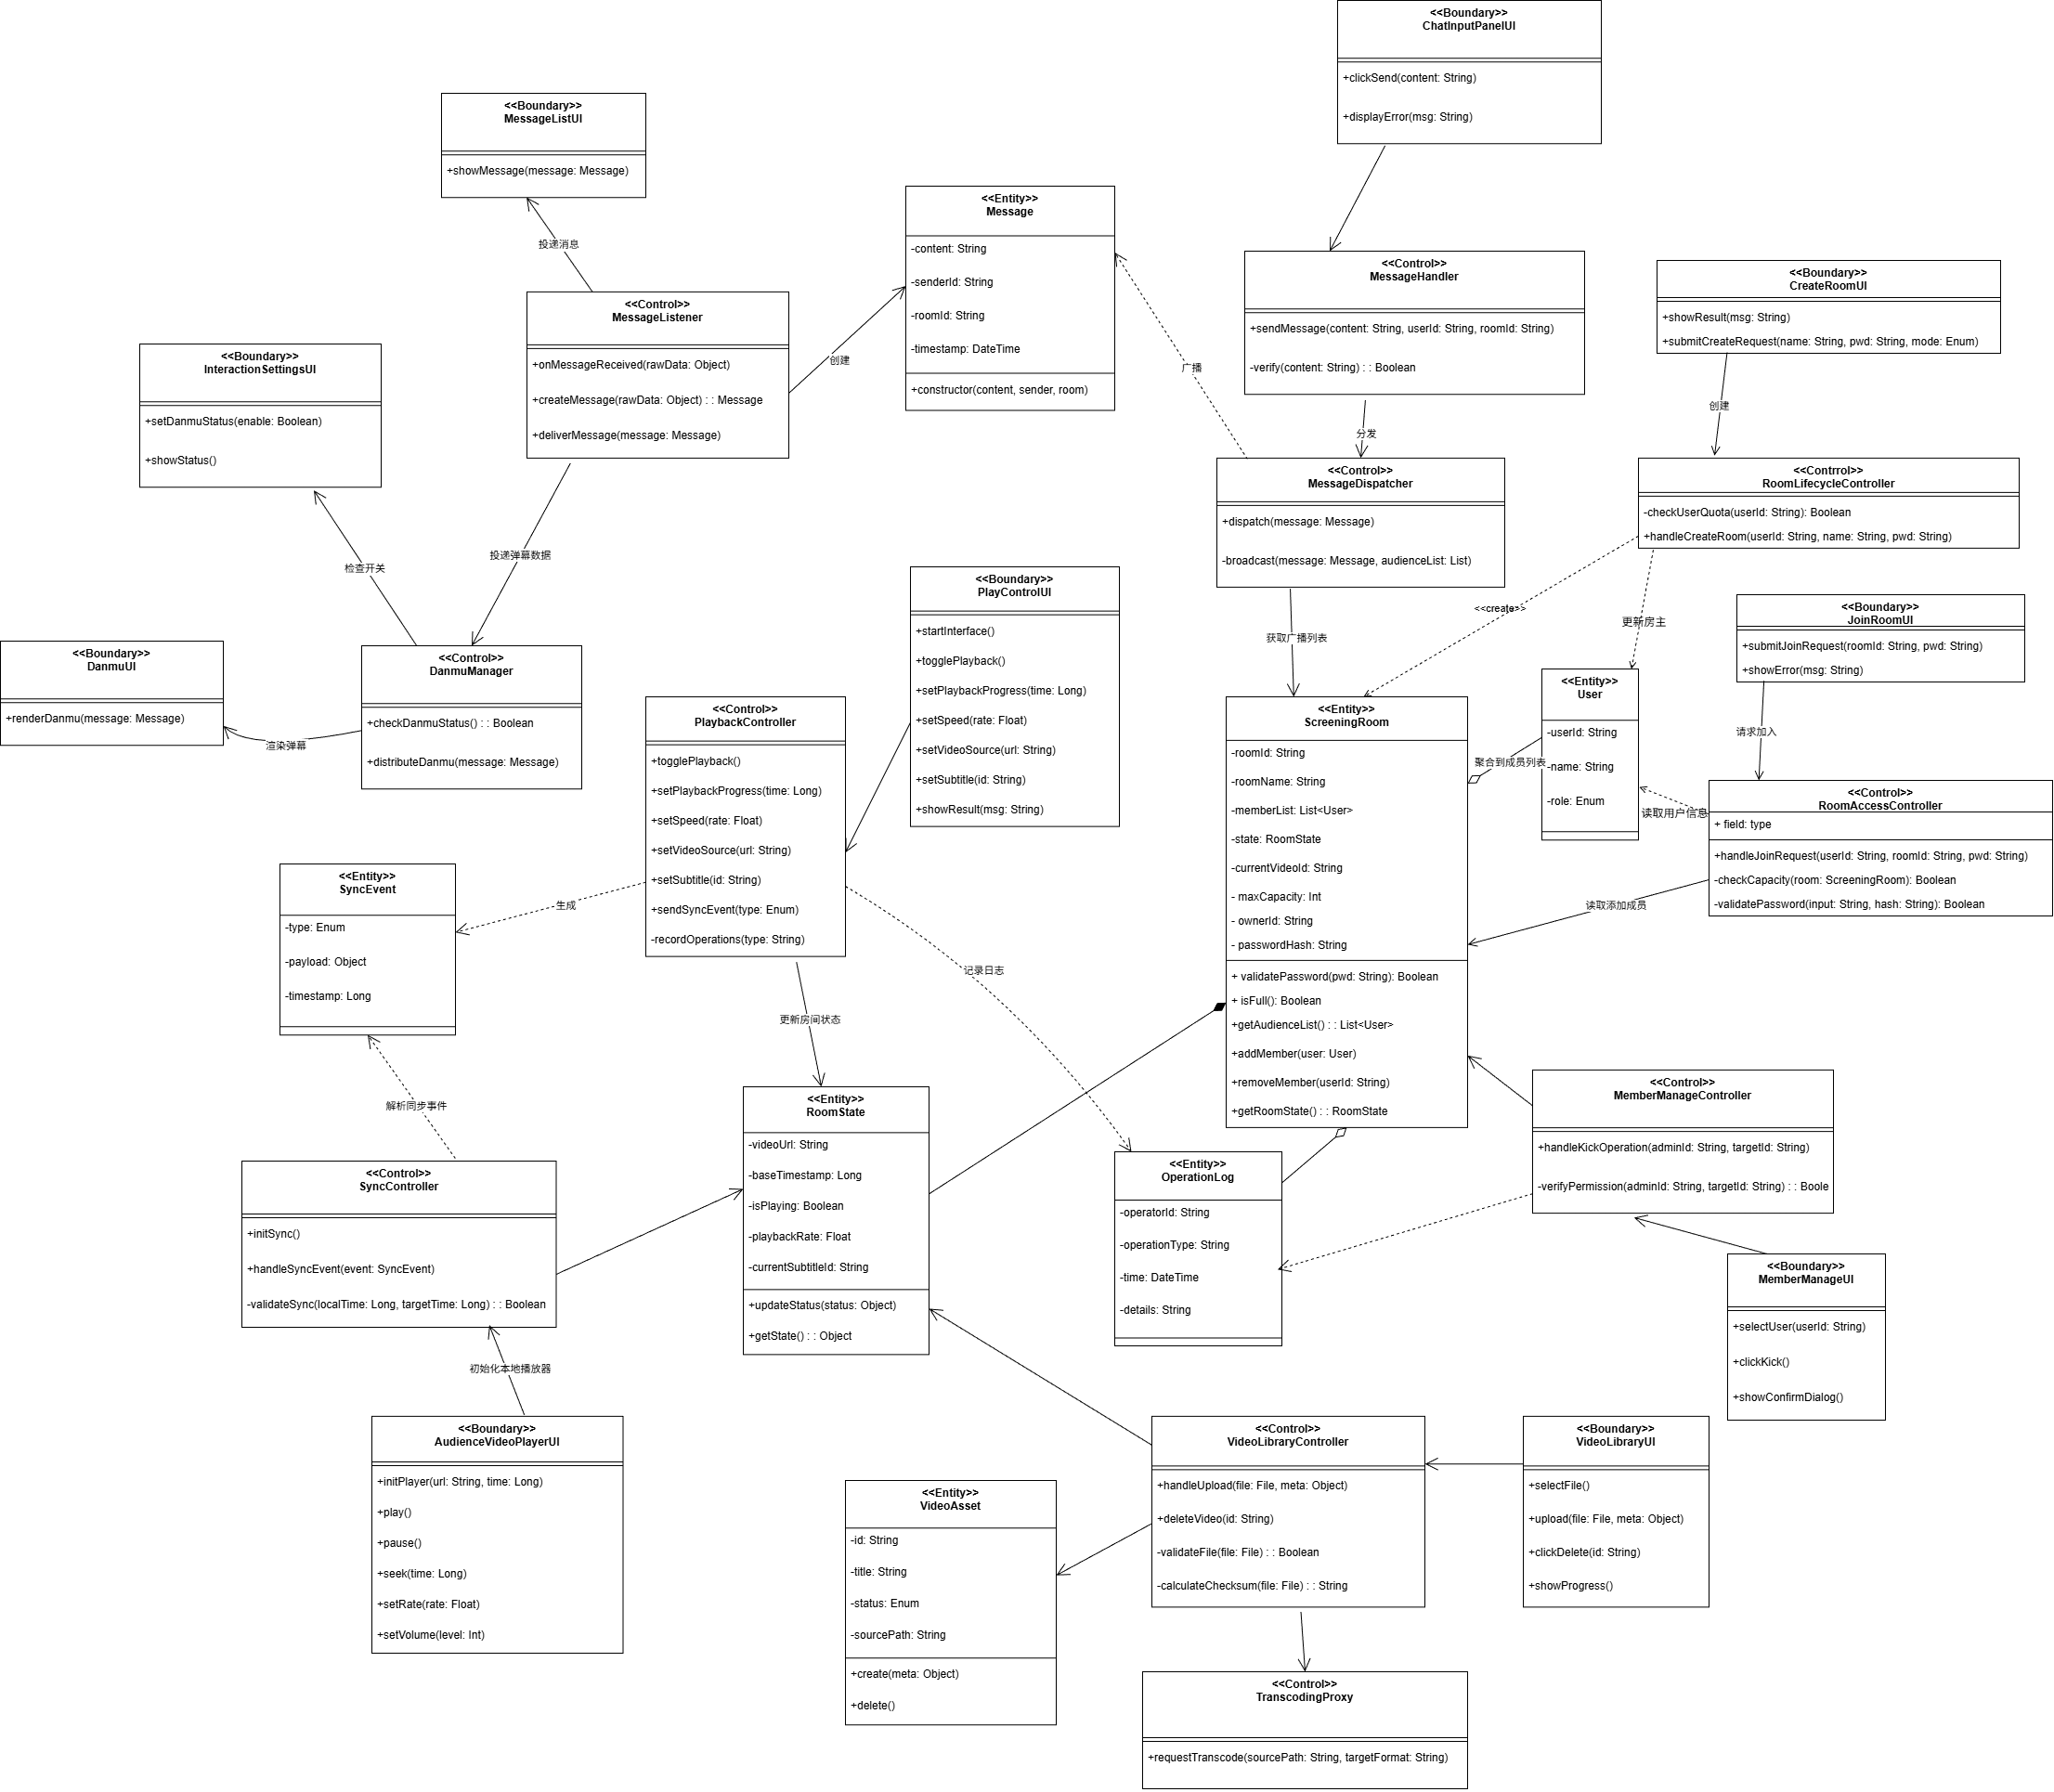 <<Boundary>>
ChatInputPanelUI
+clickSend(content: String)
+displayError(msg: String)
<<Boundary>>
MessageListUI
+showMessage(message: Message)
投递消息
<<Entity>>
Message
-content: String
-senderId: String
-roomId: String
-timestamp: DateTime
+constructor(content, sender, room)
<<Control>>
MessageHandler
+sendMessage(content: String, userId: String, roomId: String)
-verify(content: String) : : Boolean
<<Boundary>>
CreateRoomUI
+showResult(msg: String)
+submitCreateRequest(name: String, pwd: String, mode: Enum)
<<Control>>
MessageListener
+onMessageReceived(rawData: Object)
+createMessage(rawData: Object) : : Message
+deliverMessage(message: Message)
创建
广播
分发
创建
<<Boundary>>
InteractionSettingsUI
+setDanmuStatus(enable: Boolean)
+showStatus()
<<Control>>
MessageDispatcher
+dispatch(message: Message)
-broadcast(message: Message, audienceList: List)
<<Contrrol>>
RoomLifecycleController
-checkUserQuota(userId: String): Boolean
+handleCreateRoom(userId: String, name: String, pwd: String)
投递弹幕数据
检查开关
<<create>>
更新房主
获取广播列表
<<Boundary>>
PlayControlUI
+startInterface()
+togglePlayback()
+setPlaybackProgress(time: Long)
+setSpeed(rate: Float)
+setVideoSource(url: String)
+setSubtitle(id: String)
+showResult(msg: String)
<<Boundary>>
JoinRoomUI
+submitJoinRequest(roomId: String, pwd: String)
+showError(msg: String)
<<Boundary>>
DanmuUI
+renderDanmu(message: Message)
渲染弹幕
<<Control>>
DanmuManager
+checkDanmuStatus() : : Boolean
+distributeDanmu(message: Message)
<<Control>>
PlaybackController
+togglePlayback()
+setPlaybackProgress(time: Long)
+setSpeed(rate: Float)
+setVideoSource(url: String)
+setSubtitle(id: String)
+sendSyncEvent(type: Enum)
-recordOperations(type: String)
<<Entity>>
ScreeningRoom
-roomId: String
-roomName: String
-memberList: List<User>
-state: RoomState
-currentVideoId: String
- maxCapacity: Int
- ownerId: String
- passwordHash: String
+ validatePassword(pwd: String): Boolean
+ isFull(): Boolean
+getAudienceList() : : List<User>
+addMember(user: User)
+removeMember(userId: String)
+getRoomState() : : RoomState
<<Entity>>
User
-userId: String
-name: String
-role: Enum
聚合到成员列表
请求加入
读取用户信息
<<Control>>
RoomAccessController
+ field: type
+handleJoinRequest(userId: String, roomId: String, pwd: String)
-checkCapacity(room: ScreeningRoom): Boolean
-validatePassword(input: String, hash: String): Boolean
读取添加成员
<<Entity>>
SyncEvent
-type: Enum
-payload: Object
-timestamp: Long
生成
记录日志
更新房间状态
解析同步事件
<<Entity>>
RoomState
-videoUrl: String
-baseTimestamp: Long
-isPlaying: Boolean
-playbackRate: Float
-currentSubtitleId: String
+updateStatus(status: Object)
+getState() : : Object
<<Control>>
MemberManageController
+handleKickOperation(adminId: String, targetId: String)
-verifyPermission(adminId: String, targetId: String) : : Boole
<<Entity>>
OperationLog
-operatorId: String
-operationType: String
-time: DateTime
-details: String
<<Control>>
SyncController
+initSync()
+handleSyncEvent(event: SyncEvent)
-validateSync(localTime: Long, targetTime: Long) : : Boolean
初始化本地播放器
<<Boundary>>
MemberManageUI
+selectUser(userId: String)
+clickKick()
+showConfirmDialog()
<<Boundary>>
AudienceVideoPlayerUI
+initPlayer(url: String, time: Long)
+play()
+pause()
+seek(time: Long)
+setRate(rate: Float)
+setVolume(level: Int)
<<Entity>>
VideoAsset
-id: String
-title: String
-status: Enum
-sourcePath: String
+create(meta: Object)
+delete()
<<Control>>
VideoLibraryController
+handleUpload(file: File, meta: Object)
+deleteVideo(id: String)
-validateFile(file: File) : : Boolean
-calculateChecksum(file: File) : : String
<<Boundary>>
VideoLibraryUI
+selectFile()
+upload(file: File, meta: Object)
+clickDelete(id: String)
+showProgress()
<<Control>>
TranscodingProxy
+requestTranscode(sourcePath: String, targetFormat: String)